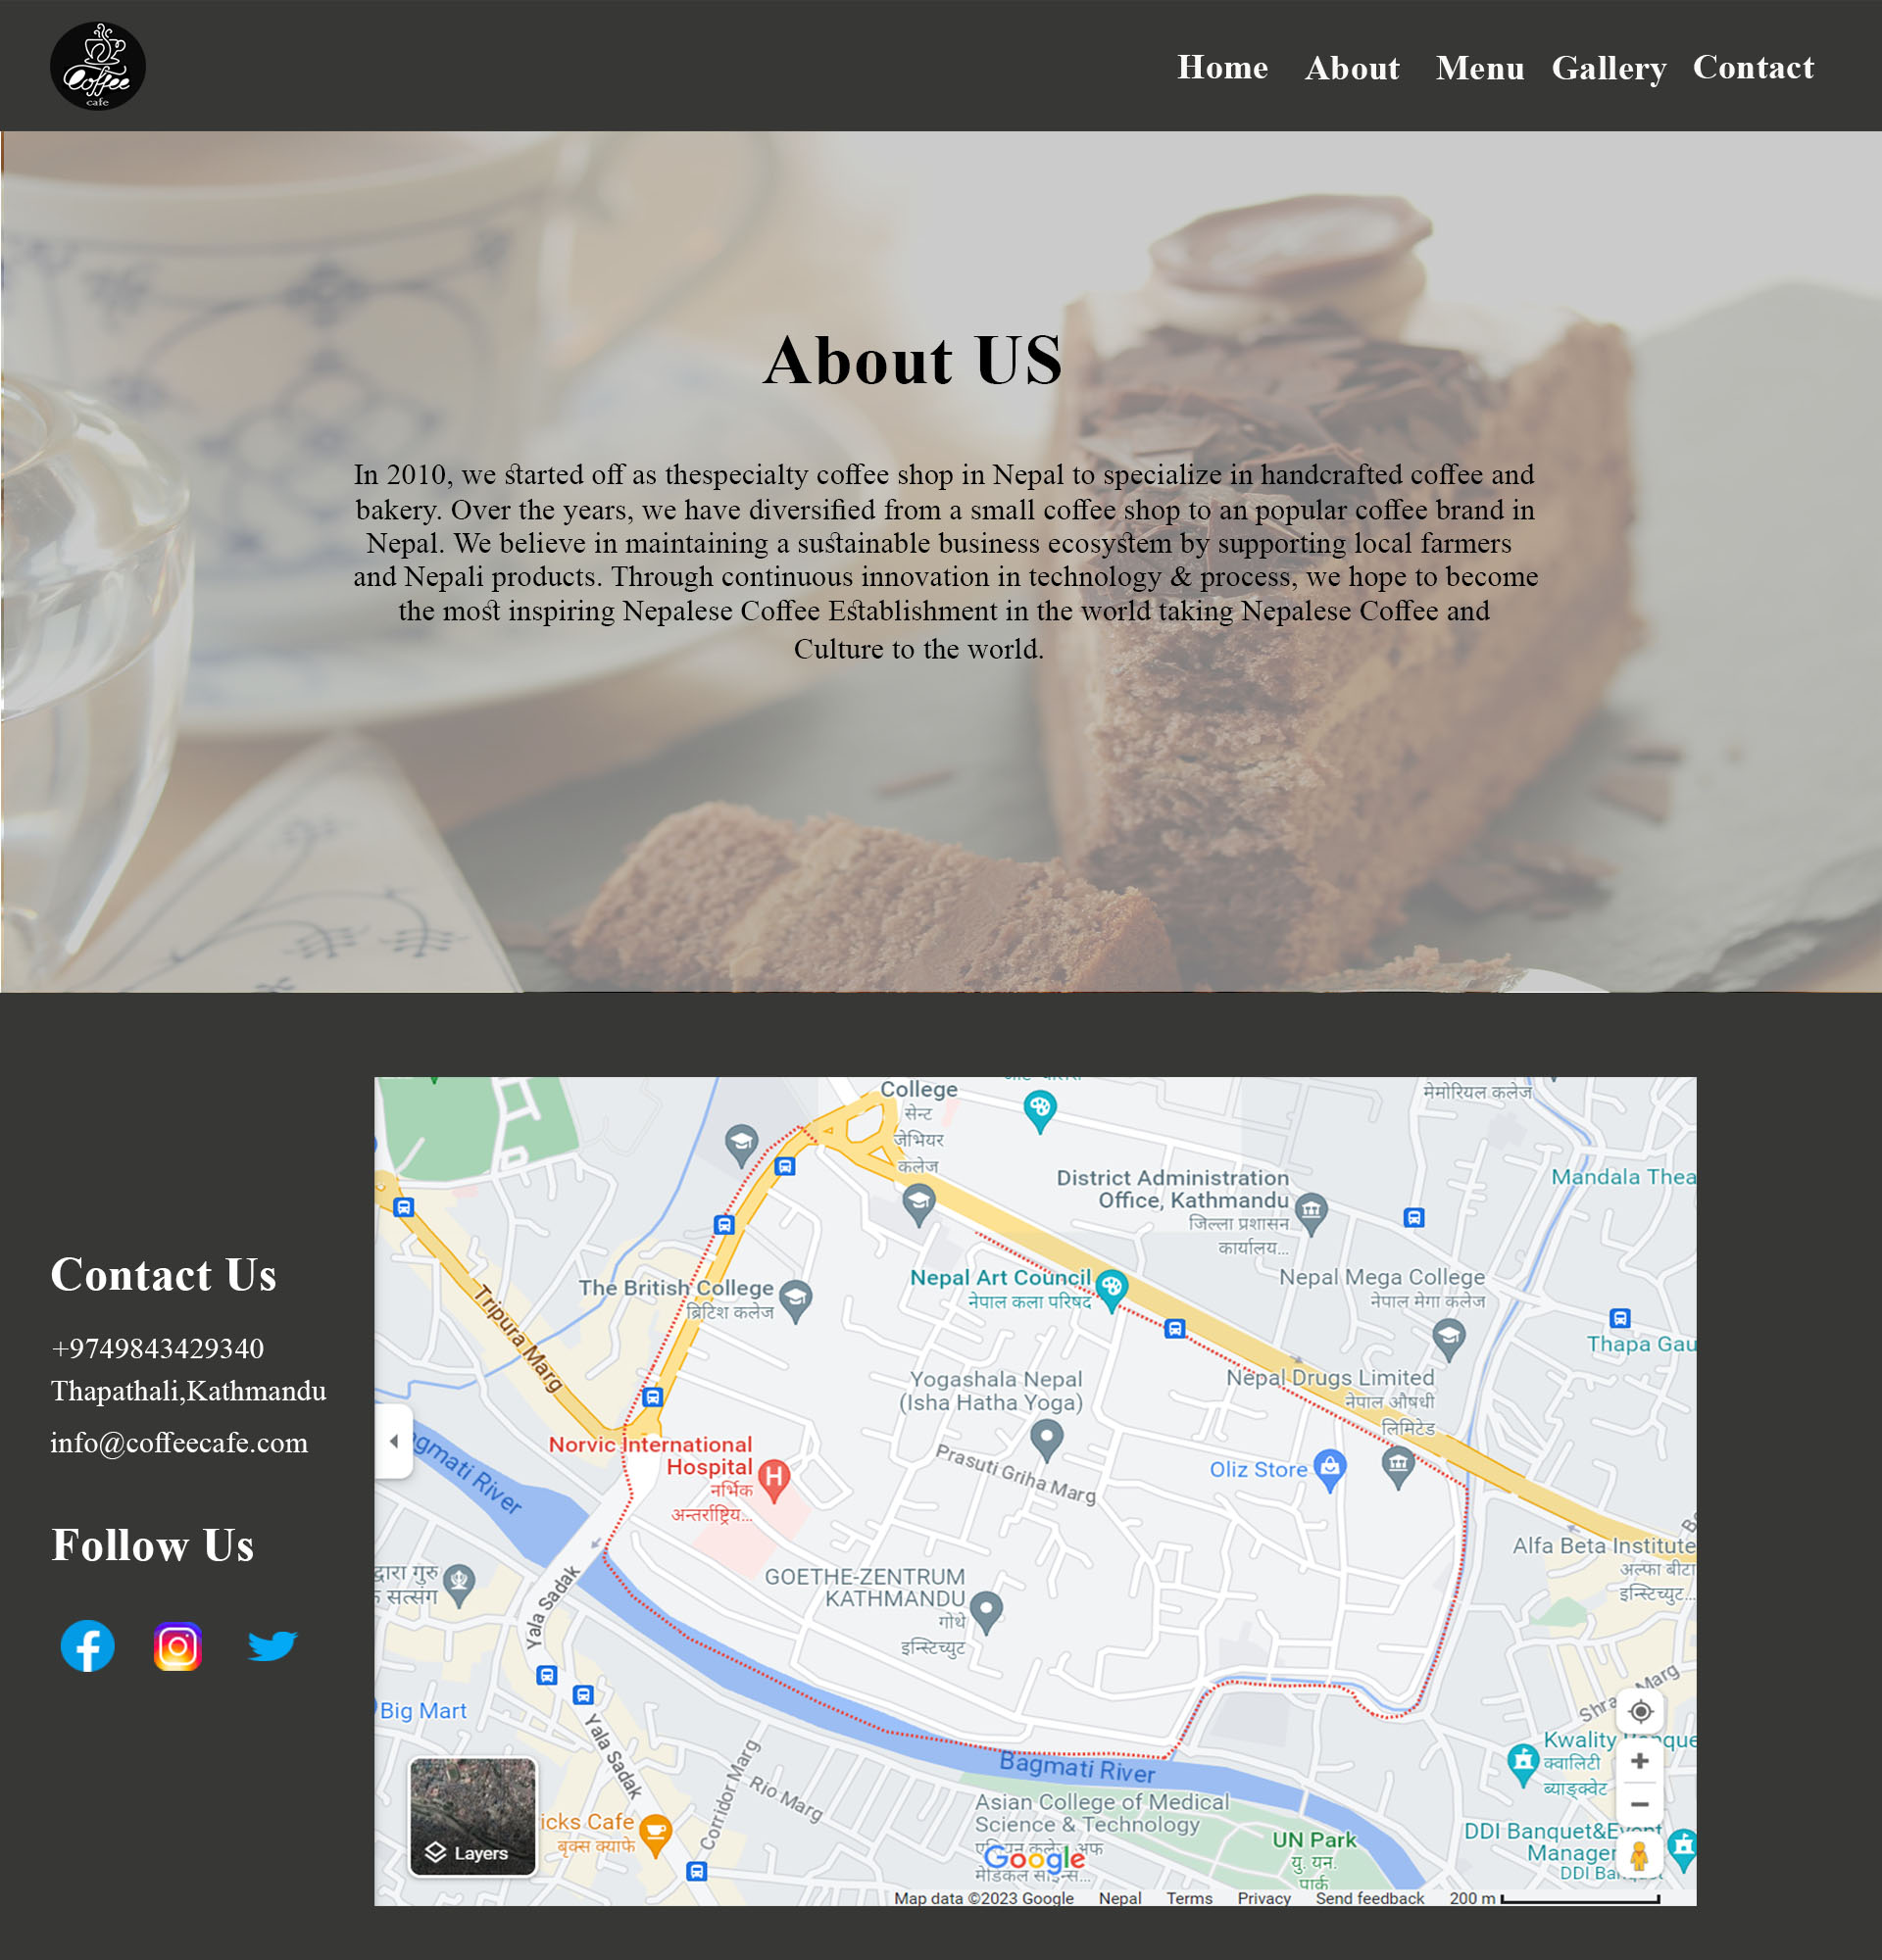 Coffee
cafe
Home About Menu Gallery Contact
About US
In 2010, we started off as thespecialty coffee shop in Nepal to specialize in handcrafted coffee and
bakery. Over the years, we have diversified from a small coffee shop to an popular coffee brand in
Nepal. We believe in maintaining a sustainable business ecosystem by supporting local farmers
and Nepali products. Through continuous innovation in technology & process, we hope to become
the most inspiring Nepalese Coffee Establishment in the world taking Nepalese Coffee and
Culture to the world.
Contact Us
+9749843429340
Thapathali,Kathmandu
info@coffeecafe.com
Follow Us
College
सेन्ट
जेभियर
कलेज
मेमोरियल कलेज
District Administration
Office, Kathmandu
जिल्ला प्रशासन
कार्यालय...
Mandala Thea
The British College
ब्रिटिश कलेज
Nepal Art Council
नेपाल कला परिषद
Nepal Mega College
नेपाल मेगा कलेज
Thapa Gau
Tripura Marg
Yogashala Nepal
(Isha Hatha Yoga)
Nepal Drugs Limited
नेपाल औषधी
लिमिटेड
Norvic International
Hospital
नर्भिक
अन्तर्राष्ट्रिय...
Prasuti Griha Marg
Oliz Store
gmati River
Alfa Beta Institute
अल्फा बीटा
इन्स्टिच्युट...
द्वारा गुरु
सत्संग
Yala Sadak
GOETHE-ZENTRUM
KATHMANDU
गोथे
इन्स्टिच्युट
Big Mart
Yala Sadak
Corridor Marg
Rio Marg
Bagmati River
Marg
Kwality
क्वालिटी
ब्याङ्क्वेट
Asian College of Medical
Science & Technology
UN Park
यु. यन.
पार्क
DDI Banquet&Event
Manager
DDI
icks Cafe
बृक्स क्याफे
Layers
Google
Map data ©2023 Google Nepal Terms Privacy Send feedback 200 m